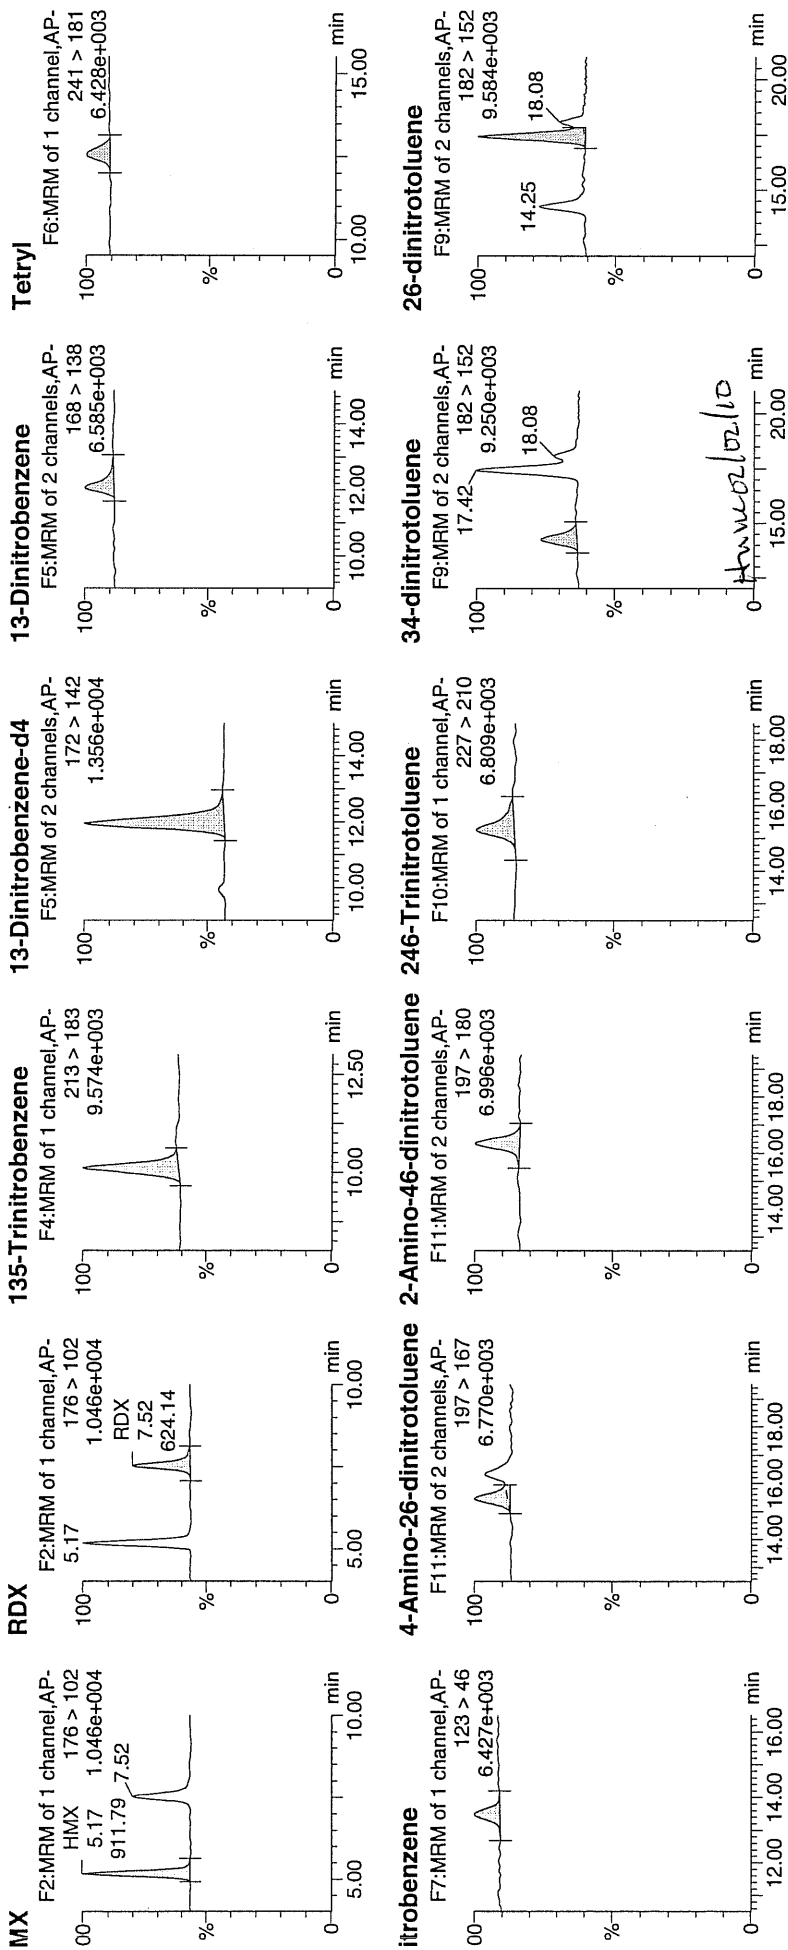 MX
F2:MRM of 1 channel,AP-
176 > 102
1.046e+004
HMX
5.17
911.79
7.52
00
%
0
5.00
10.00
min
RDX
F2:MRM of 1 channel,AP-
176 > 102
1.046e+004
5.17
RDX
7.52
624.14
100
%
0
5.00
10.00
min
135-Trinitrobenzene
F4:MRM of 1 channel,AP-
213 > 183
9.574e+003
100
%
0
10.00
12.50
min
13-Dinitrobenzene-d4
F5:MRM of 2 channels,AP-
172 > 142
1.356e+004
100
%
0
10.00
12.00
14.00
min
13-Dinitrobenzene
F5:MRM of 2 channels,AP-
168 > 138
6.585e+003
100
%
0
10.00
12.00
14.00
min
Tetryl
F6:MRM of 1 channel,AP-
241 > 181
6.428e+003
100
%
0
10.00
15.00
min
itrobenzene
F7:MRM of 1 channel,AP-
123 > 46
6.427e+003
00
%
0
12.00
14.00
16.00
min
4-Amino-26-dinitrotoluene
F11:MRM of 2 channels,AP-
197 > 167
6.770e+003
100
%
0
14.00
16.00
18.00
min
2-Amino-46-dinitrotoluene
F11:MRM of 2 channels,AP-
197 > 180
6.996e+003
100
%
0
14.00
16.00
18.00
min
246-Trinitrotoluene
F10:MRM of 1 channel,AP-
227 > 210
6.809e+003
100
%
0
14.00
16.00
18.00
min
34-dinitrotoluene
F9:MRM of 2 channels,AP-
182 > 152
9.250e+003
17.42
18.08
100
%
0
15.00
20.00
min
02/02/10
26-dinitrotoluene
F9:MRM of 2 channels,AP-
182 > 152
9.584e+003
14.25
18.08
100
%
0
15.00
20.00
min